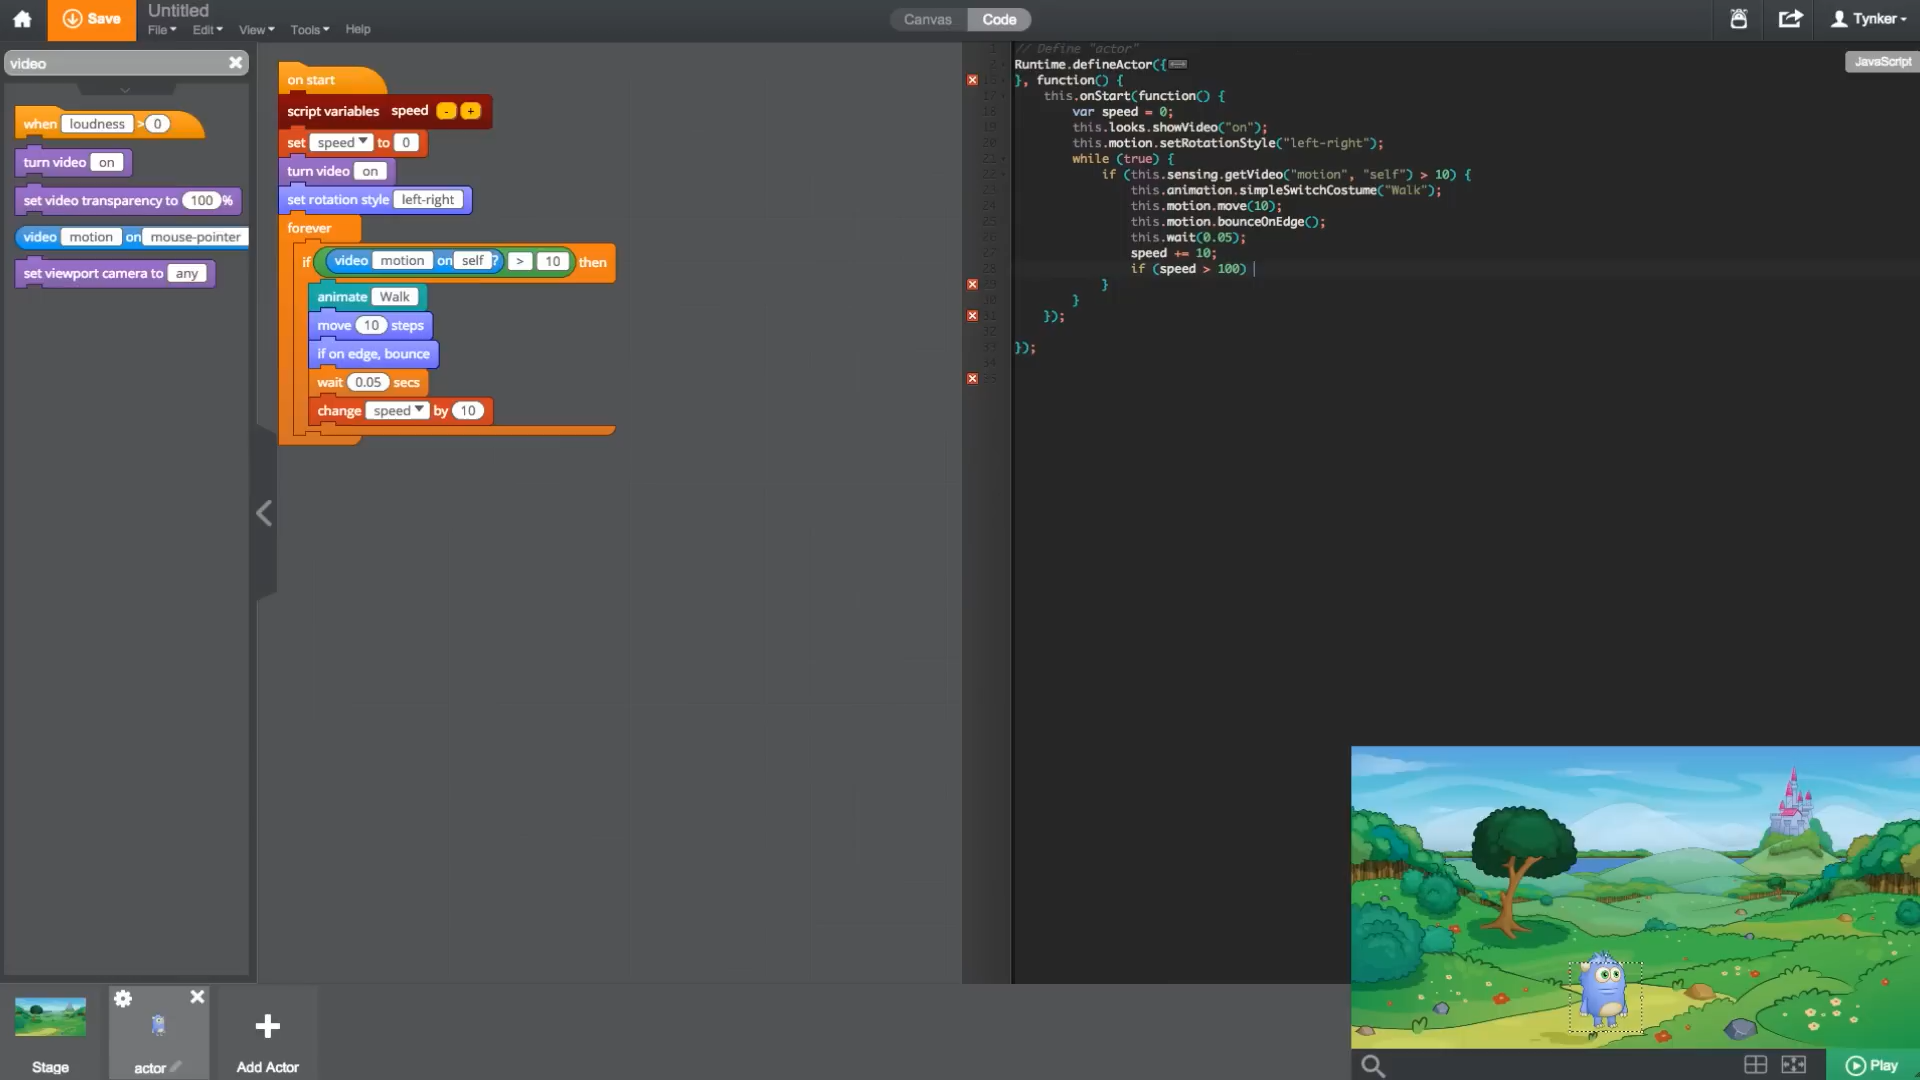 Save
Untitled
File
Edit
View
Tools
Help
Canvas
Code
Tynker
video
when loudness > 0
turn video on
set video transparency to 100 %
video motion on mouse-pointer
set viewport camera to any
on start
script variables speed - +
set speed to 0
turn video on
set rotation style left-right
forever
if video motion on self ? > 10 then
animate Walk
move 10 steps
if on edge, bounce
wait 0.05 secs
change speed by 10
JavaScript
// Define "actor"
Runtime.defineActor({
}, function() {
this.onStart(function() {
var speed = 0;
this.looks.showVideo("on");
this.motion.setRotationStyle("left-right");
while (true) {
if (this.sensing.getVideo("motion", "self") > 10) {
this.animation.simpleSwitchCostume("Walk");
this.motion.move(10);
this.motion.bounceOnEdge();
this.wait(0.05);
speed += 10;
if (speed > 100)
}
}
});
});
Stage
actor
Add Actor
Play